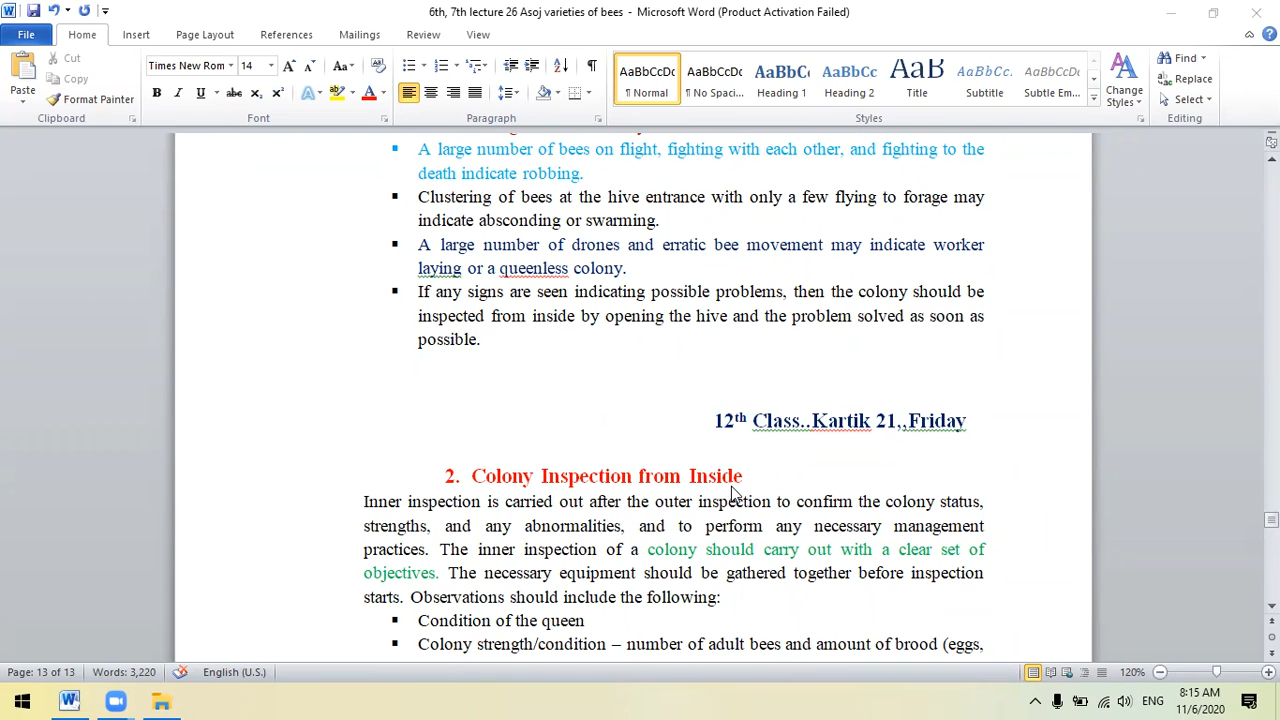 6th, 7th lecture 26 Asoj varieties of bees - Microsoft Word (Product Activation Failed)
File Home Insert Page Layout References Mailings Review View
Paste
Cut
Copy
Format Painter
Clipboard
Times New Rom 14
Font
Paragraph
AaBbCcDc AaBbCcDc AaBbC AaBbCc AaB AaBbCcL AaBbCcDc
¶ Normal ¶ No Spaci... Heading 1 Heading 2 Title Subtitle Subtle Em...
Change Styles
Styles
Find
Replace
Select
Editing
▪ A large number of bees on flight, fighting with each other, and fighting to the
death indicate robbing.
▪ Clustering of bees at the hive entrance with only a few flying to forage may
indicate absconding or swarming.
▪ A large number of drones and erratic bee movement may indicate worker
laying or a queenless colony.
▪ If any signs are seen indicating possible problems, then the colony should be
inspected from inside by opening the hive and the problem solved as soon as
possible.
12th Class..Kartik 21,,Friday
2. Colony Inspection from Inside
Inner inspection is carried out after the outer inspection to confirm the colony status,
strengths, and any abnormalities, and to perform any necessary management
practices. The inner inspection of a colony should carry out with a clear set of
objectives. The necessary equipment should be gathered together before inspection
starts. Observations should include the following:
▪ Condition of the queen
▪ Colony strength/condition – number of adult bees and amount of brood (eggs,
Page: 13 of 13 Words: 3,220 English (U.S.) 120%
ENG 8:15 AM
11/6/2020